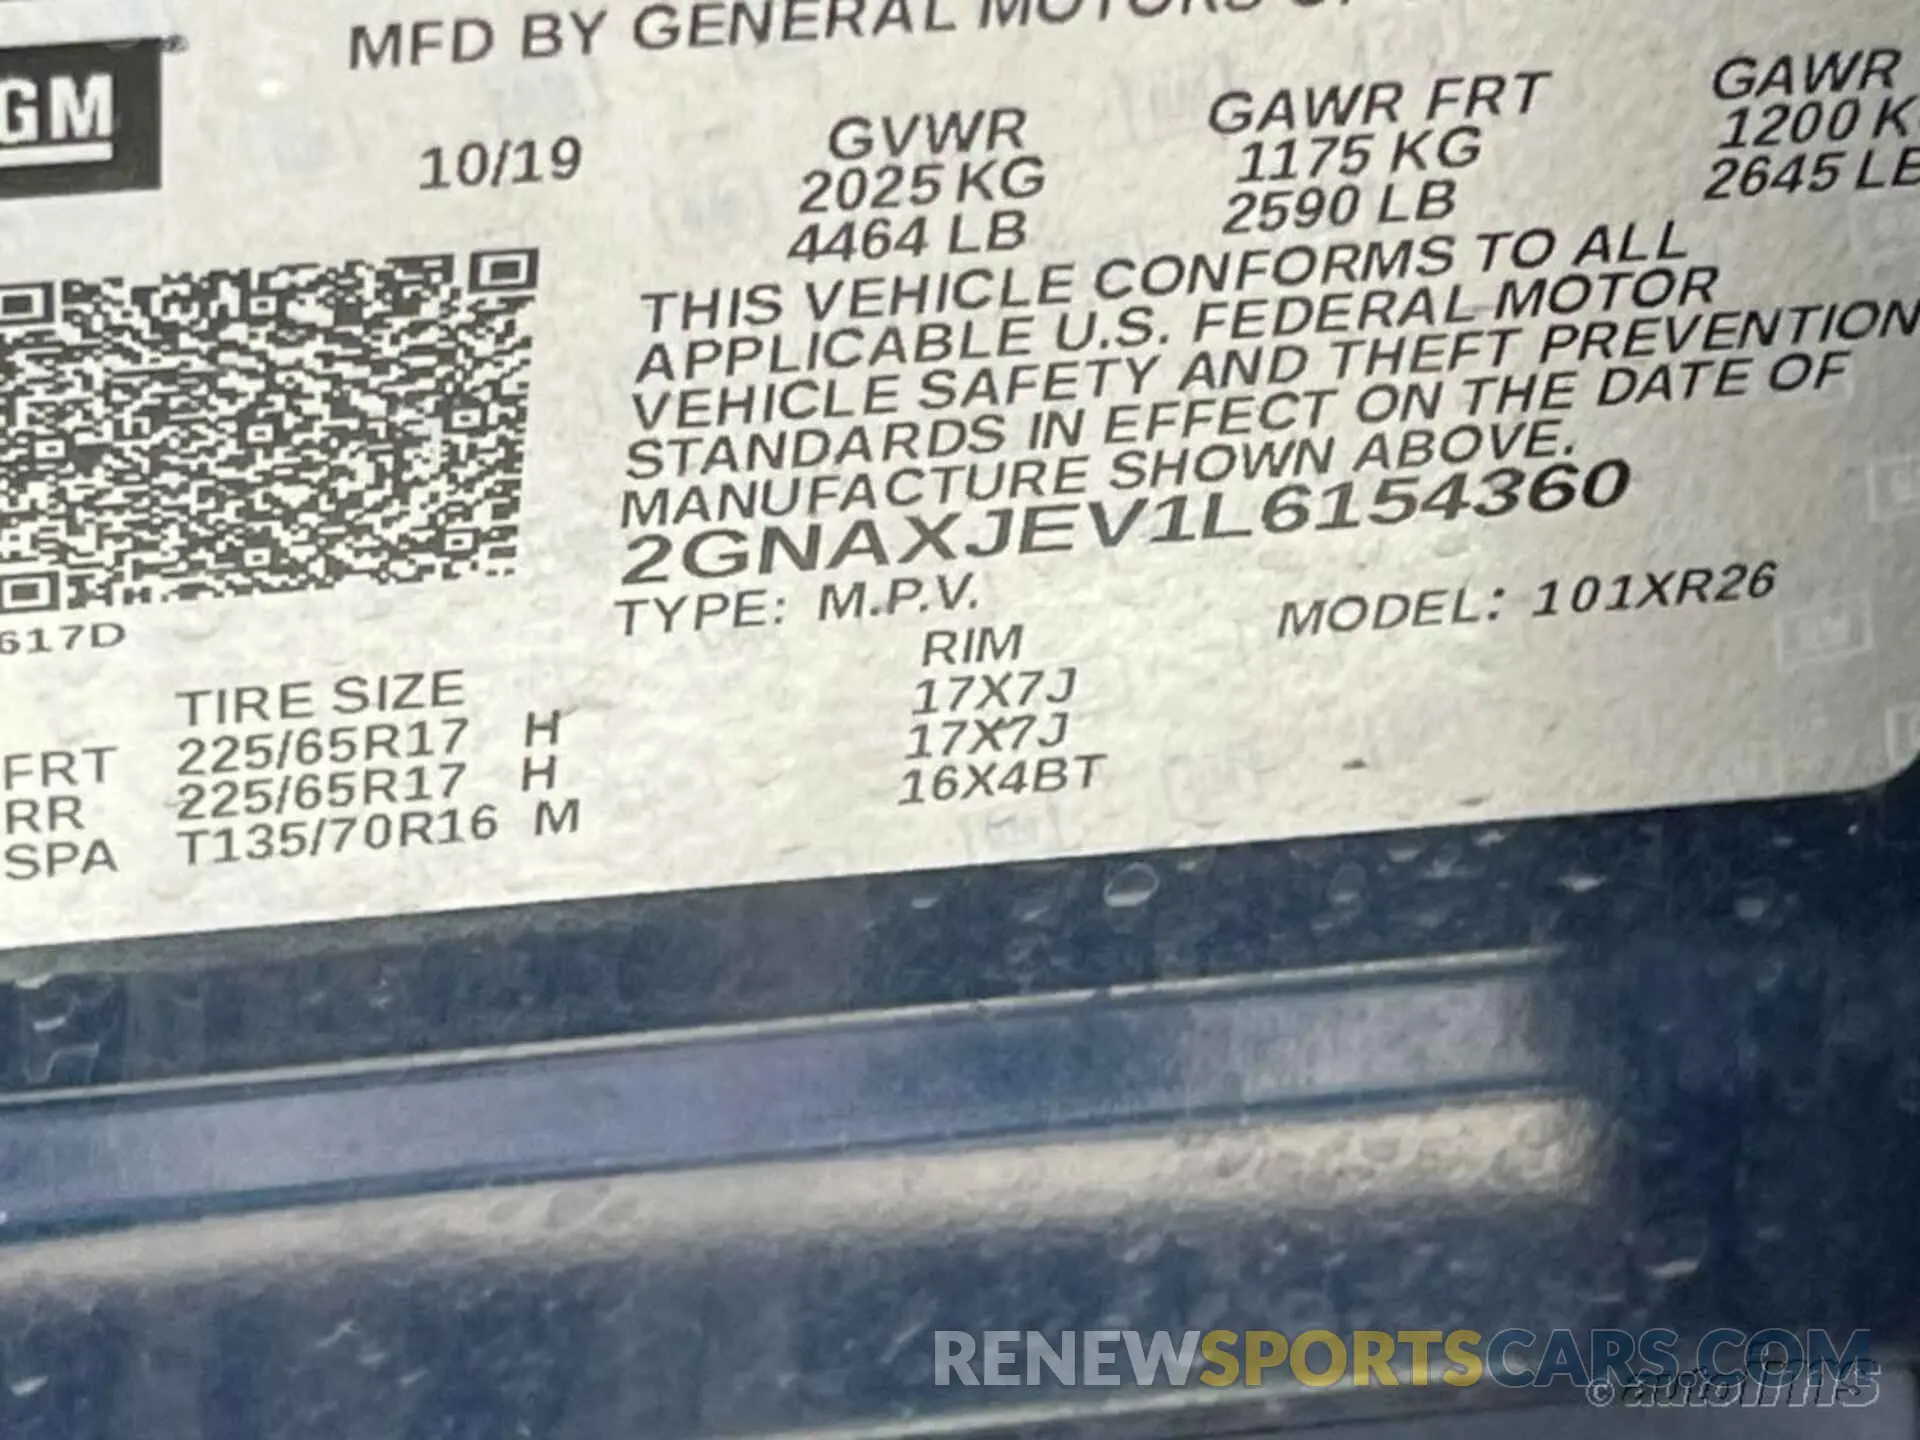 MFD BY GENERAL MOTORS
GM
10/19
GVWR
2025 KG
4464 LB
GAWR FRT
1175 KG
2590 LB
GAWR
1200 K
2645 LB
THIS VEHICLE CONFORMS TO ALL
APPLICABLE U.S. FEDERAL MOTOR
VEHICLE SAFETY AND THEFT PREVENTION
STANDARDS IN EFFECT ON THE DATE OF
MANUFACTURE SHOWN ABOVE.
2GNAXJEV1L6154360
TYPE: M.P.V. MODEL: 101XR26
617D
TIRE SIZE RIM
FRT 225/65R17 H 17X7J
RR 225/65R17 H 17X7J
SPA T135/70R16 M 16X4BT
RENEWSPORTSCARS.COM